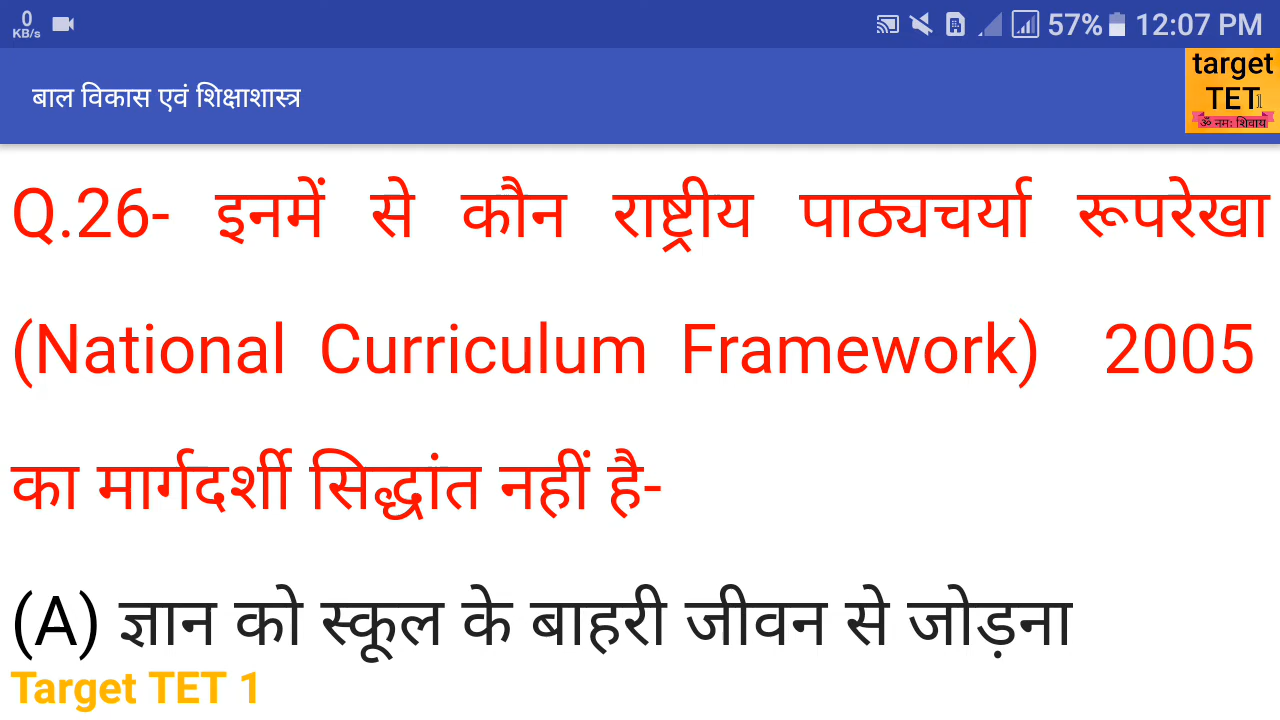 0
KB/s
57% 12:07 PM
बाल विकास एवं शिक्षाशास्त्र
target
TET1
ॐ नमः शिवाय
Q.26- इनमें से कौन राष्ट्रीय पाठ्यचर्या रूपरेखा
(National Curriculum Framework) 2005
का मार्गदर्शी सिद्धांत नहीं है-
(A) ज्ञान को स्कूल के बाहरी जीवन से जोड़ना
Target TET 1